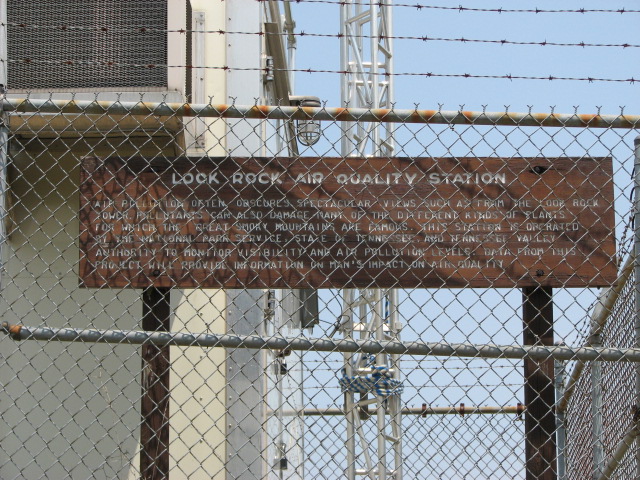 LOOK ROCK AIR QUALITY STATION
AIR POLLUTION OFTEN OBSCURES SPECTACULAR VIEWS SUCH AS FROM THE LOOK ROCK
TOWER. POLLUTANTS CAN ALSO DAMAGE MANY OF THE DIFFERENT KINDS OF PLANTS
FOR WHICH THE GREAT SMOKY MOUNTAINS ARE FAMOUS. THIS STATION IS OPERATED
BY THE NATIONAL PARK SERVICE, STATE OF TENNESSEE, AND TENNESSEE VALLEY
AUTHORITY TO MONITOR VISIBILITY AND AIR POLLUTION LEVELS. DATA FROM THIS
PROJECT WILL PROVIDE INFORMATION ON MAN'S IMPACT ON AIR QUALITY.